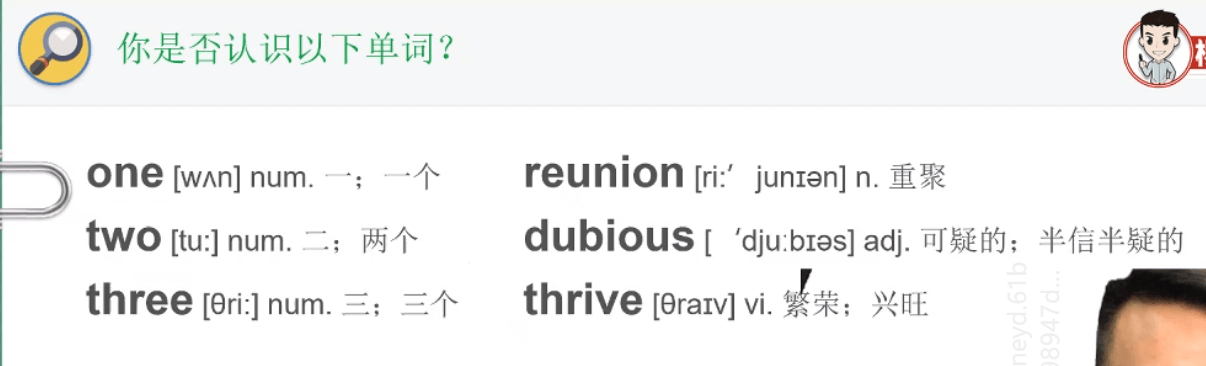 你是否认识以下单词？
one [wʌn] num. 一；一个
two [tu:] num. 二；两个
three [θri:] num. 三；三个
reunion [ri:′ junɪən] n. 重聚
dubious [ ′dju:bɪəs] adj. 可疑的；半信半疑的
thrive [θraɪv] vi. 繁荣；兴旺
neyd.61b
98947d...